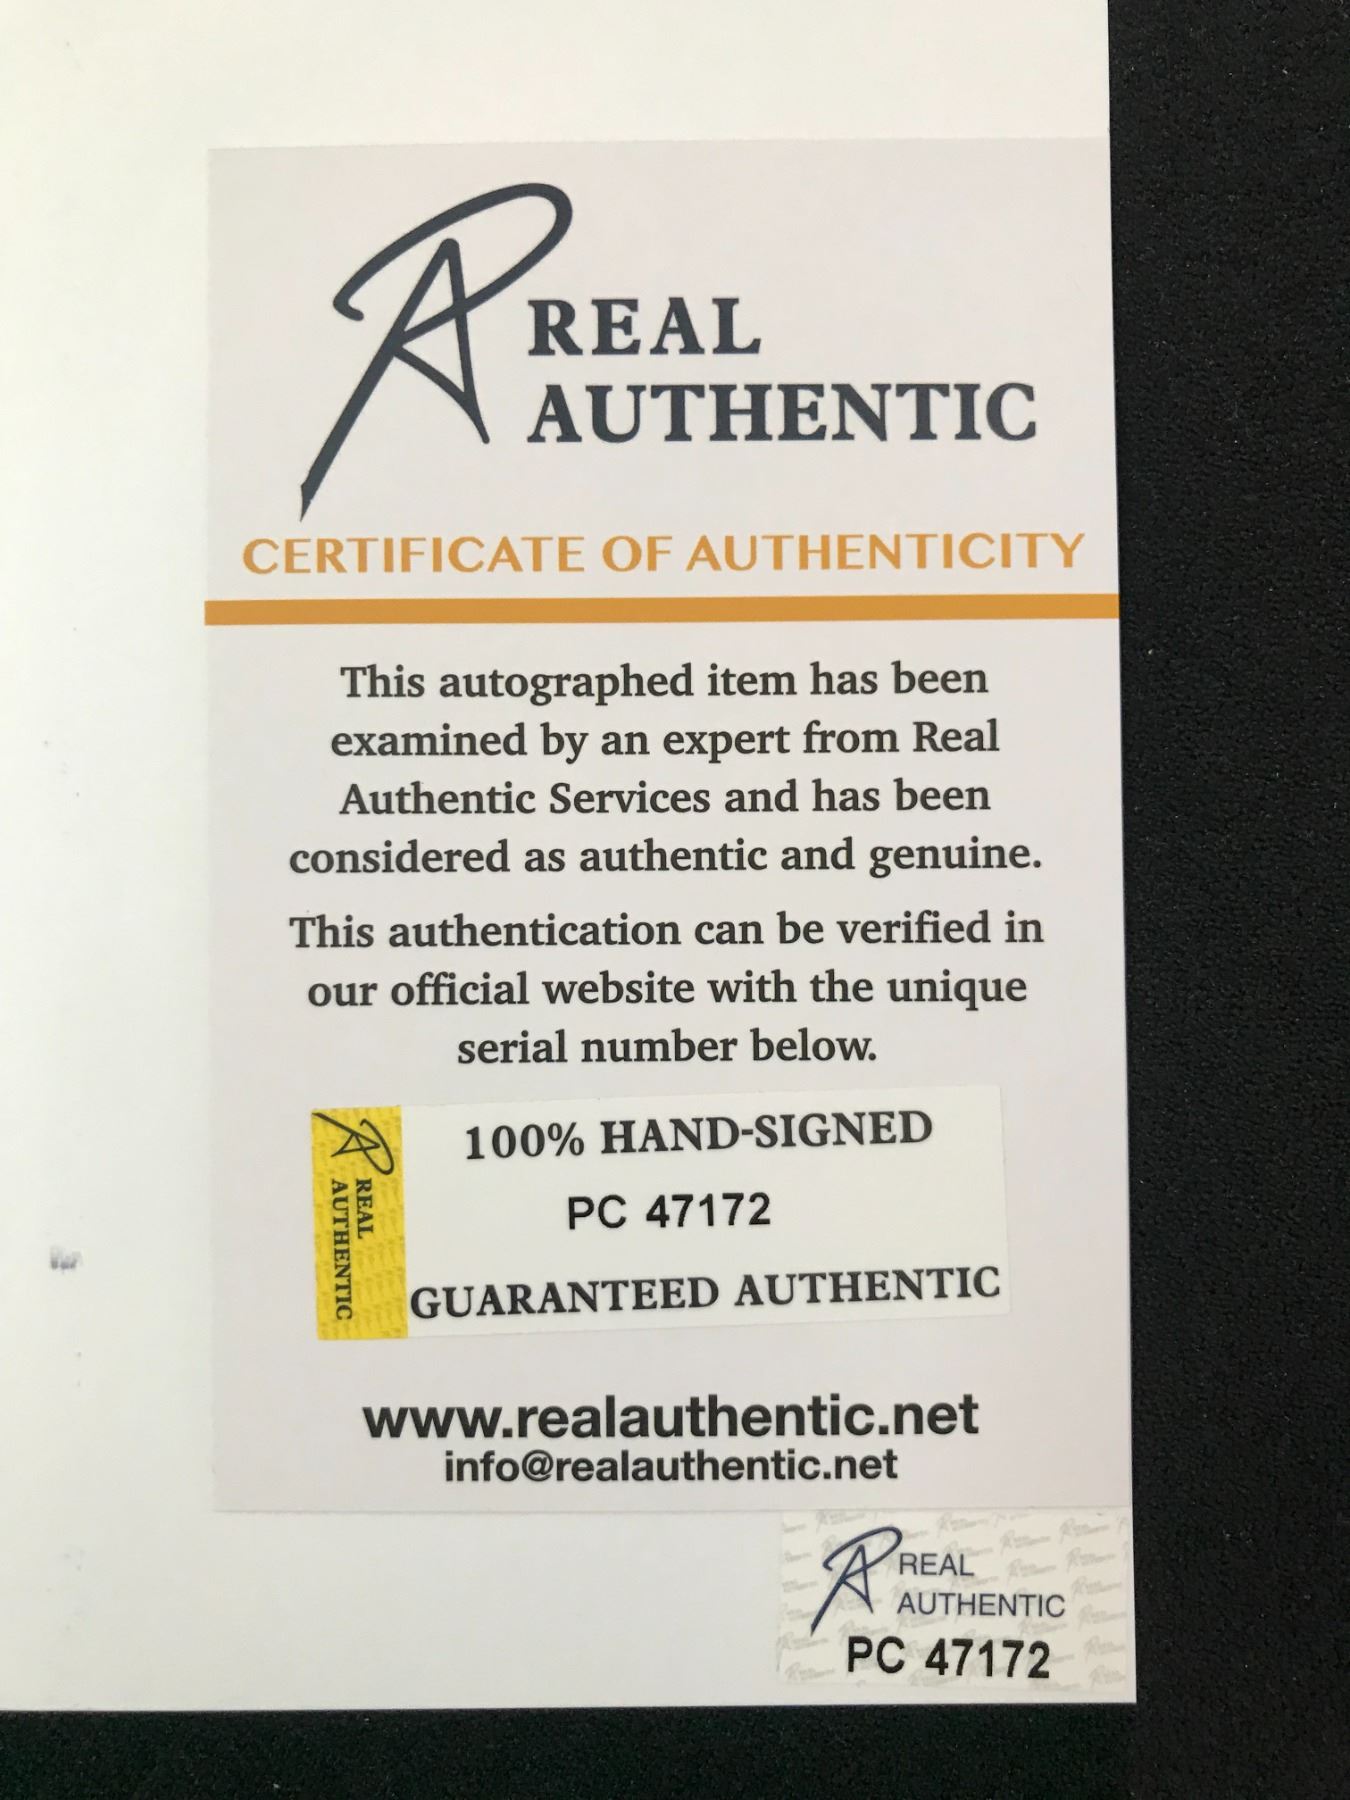 REAL
AUTHENTIC
CERTIFICATE OF AUTHENTICITY
This autographed item has been
examined by an expert from Real
Authentic Services and has been
considered as authentic and genuine.
This authentication can be verified in
our official website with the unique
serial number below.
REAL
AUTHENTIC
100% HAND-SIGNED
PC 47172
GUARANTEED AUTHENTIC
www.realauthentic.net
info@realauthentic.net
REAL
AUTHENTIC
PC 47172